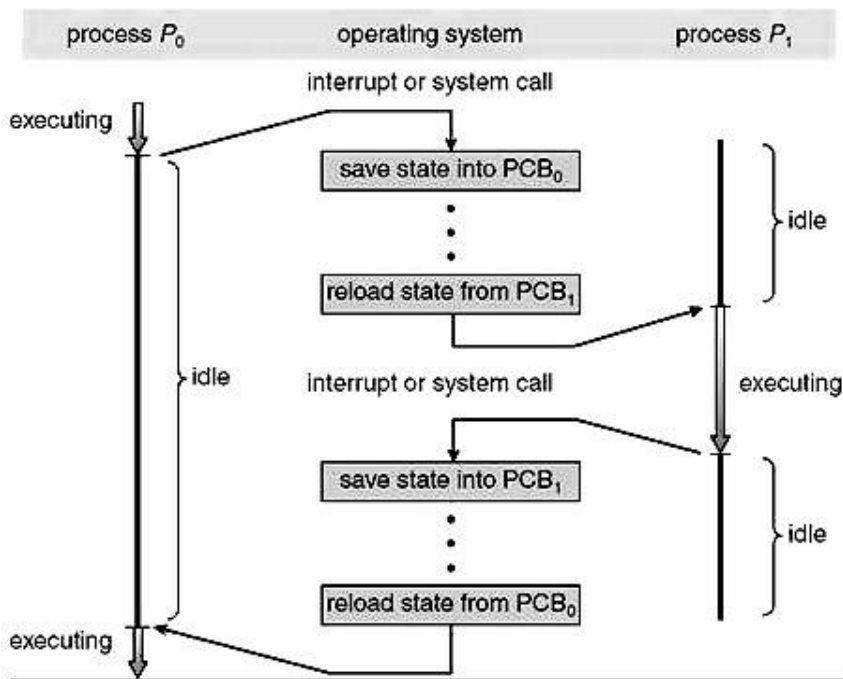 process P₀ operating system process P₁
interrupt or system call
executing
save state into PCB₀
idle
reload state from PCB₁
idle
interrupt or system call
executing
save state into PCB₁
idle
reload state from PCB₀
executing